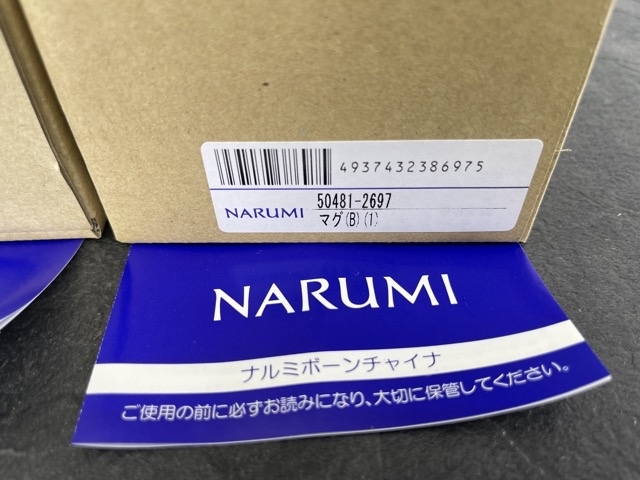 4937432386975
50481-2697
NARUMI
マグ(B)(1)
NARUMI
ナルミボーンチャイナ
ご使用の前に必ずお読みになり、大切に保管してください。